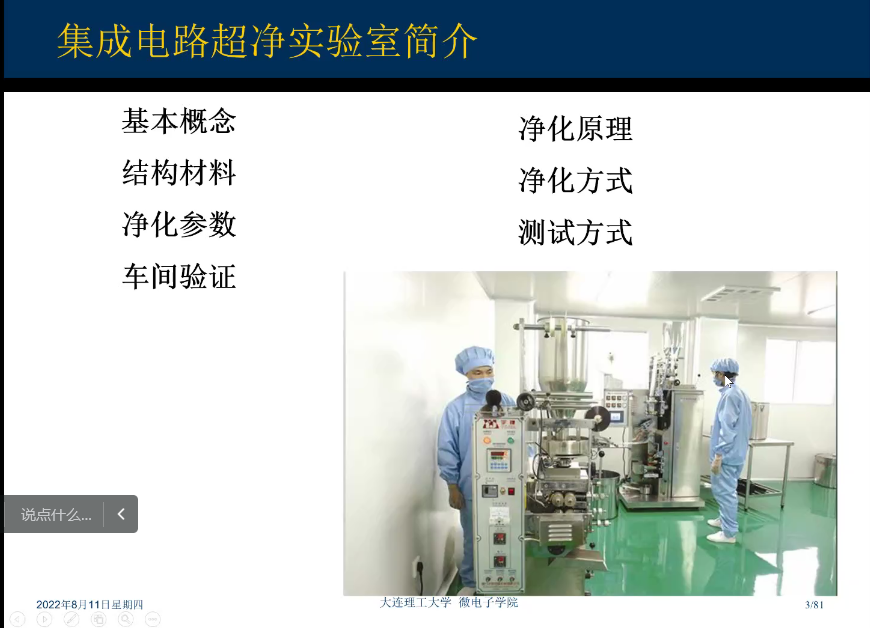 集成电路超净实验室简介
基本概念
结构材料
净化参数
车间验证
净化原理
净化方式
测试方式
说点什么...
2022年8月11日星期四
大连理工大学 微电子学院
3/81